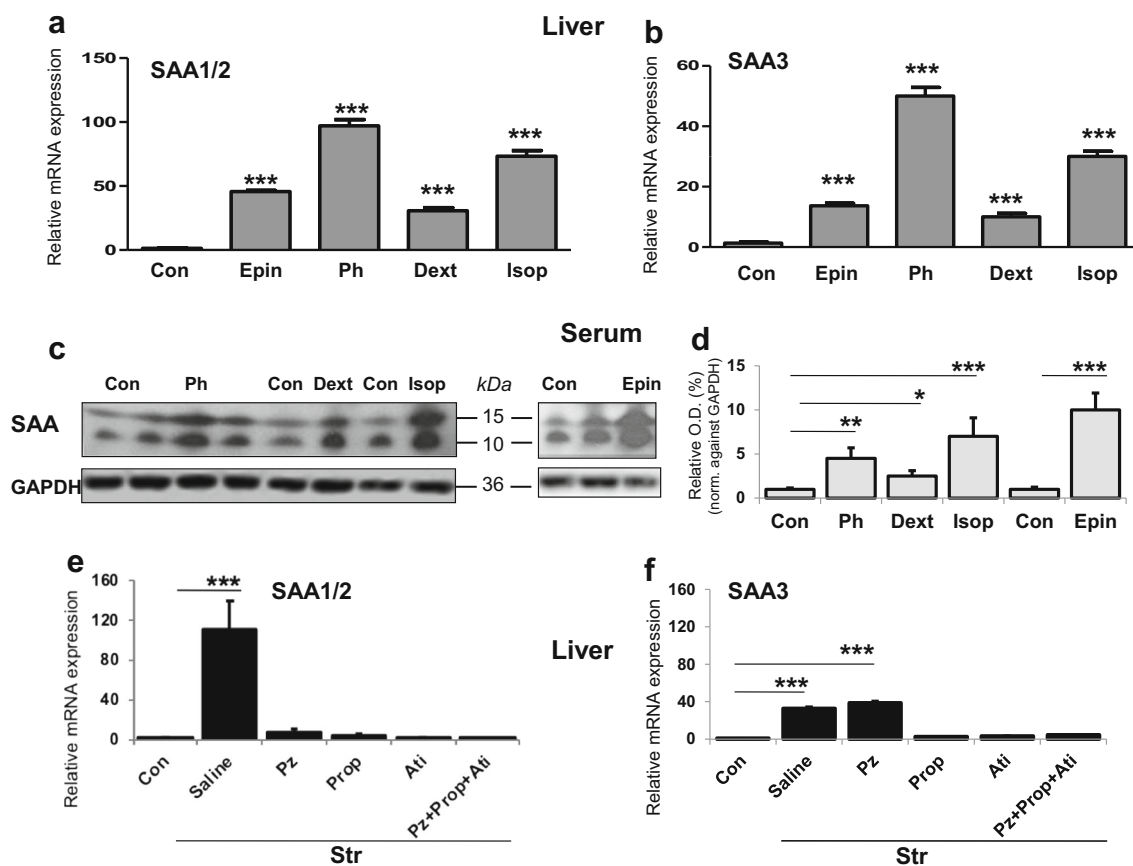 a
Liver
b
SAA1/2
SAA3
Relative mRNA expression
150
100
50
0
***
***
***
***
Con Epin Ph Dext Isop
Relative mRNA expression
60
40
20
0
***
***
***
***
Con Epin Ph Dext Isop
Serum
c
Con Ph Con Dext Con Isop kDa Con Epin
SAA
15
10
GAPDH
36
d
Relative O.D. (%)
(norm. against GAPDH)
15
10
5
0
***
***
*
**
Con Ph Dext Isop Con Epin
e
SAA1/2
Relative mRNA expression
160
120
80
40
0
***
Con Saline Pz Prop Ati Pz+Prop+Ati
Str
Liver
f
SAA3
Relative mRNA expression
160
120
80
40
0
***
***
Con Saline Pz Prop Ati Pz+Prop+Ati
Str